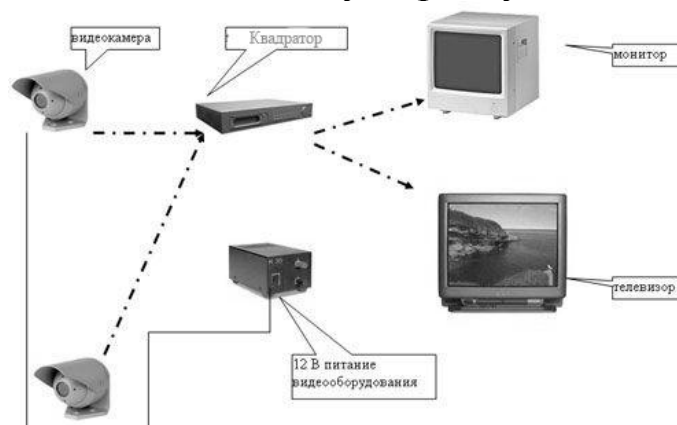 видеокамера
Квадратор
монитор
телевизор
12 В питание
видеооборудования